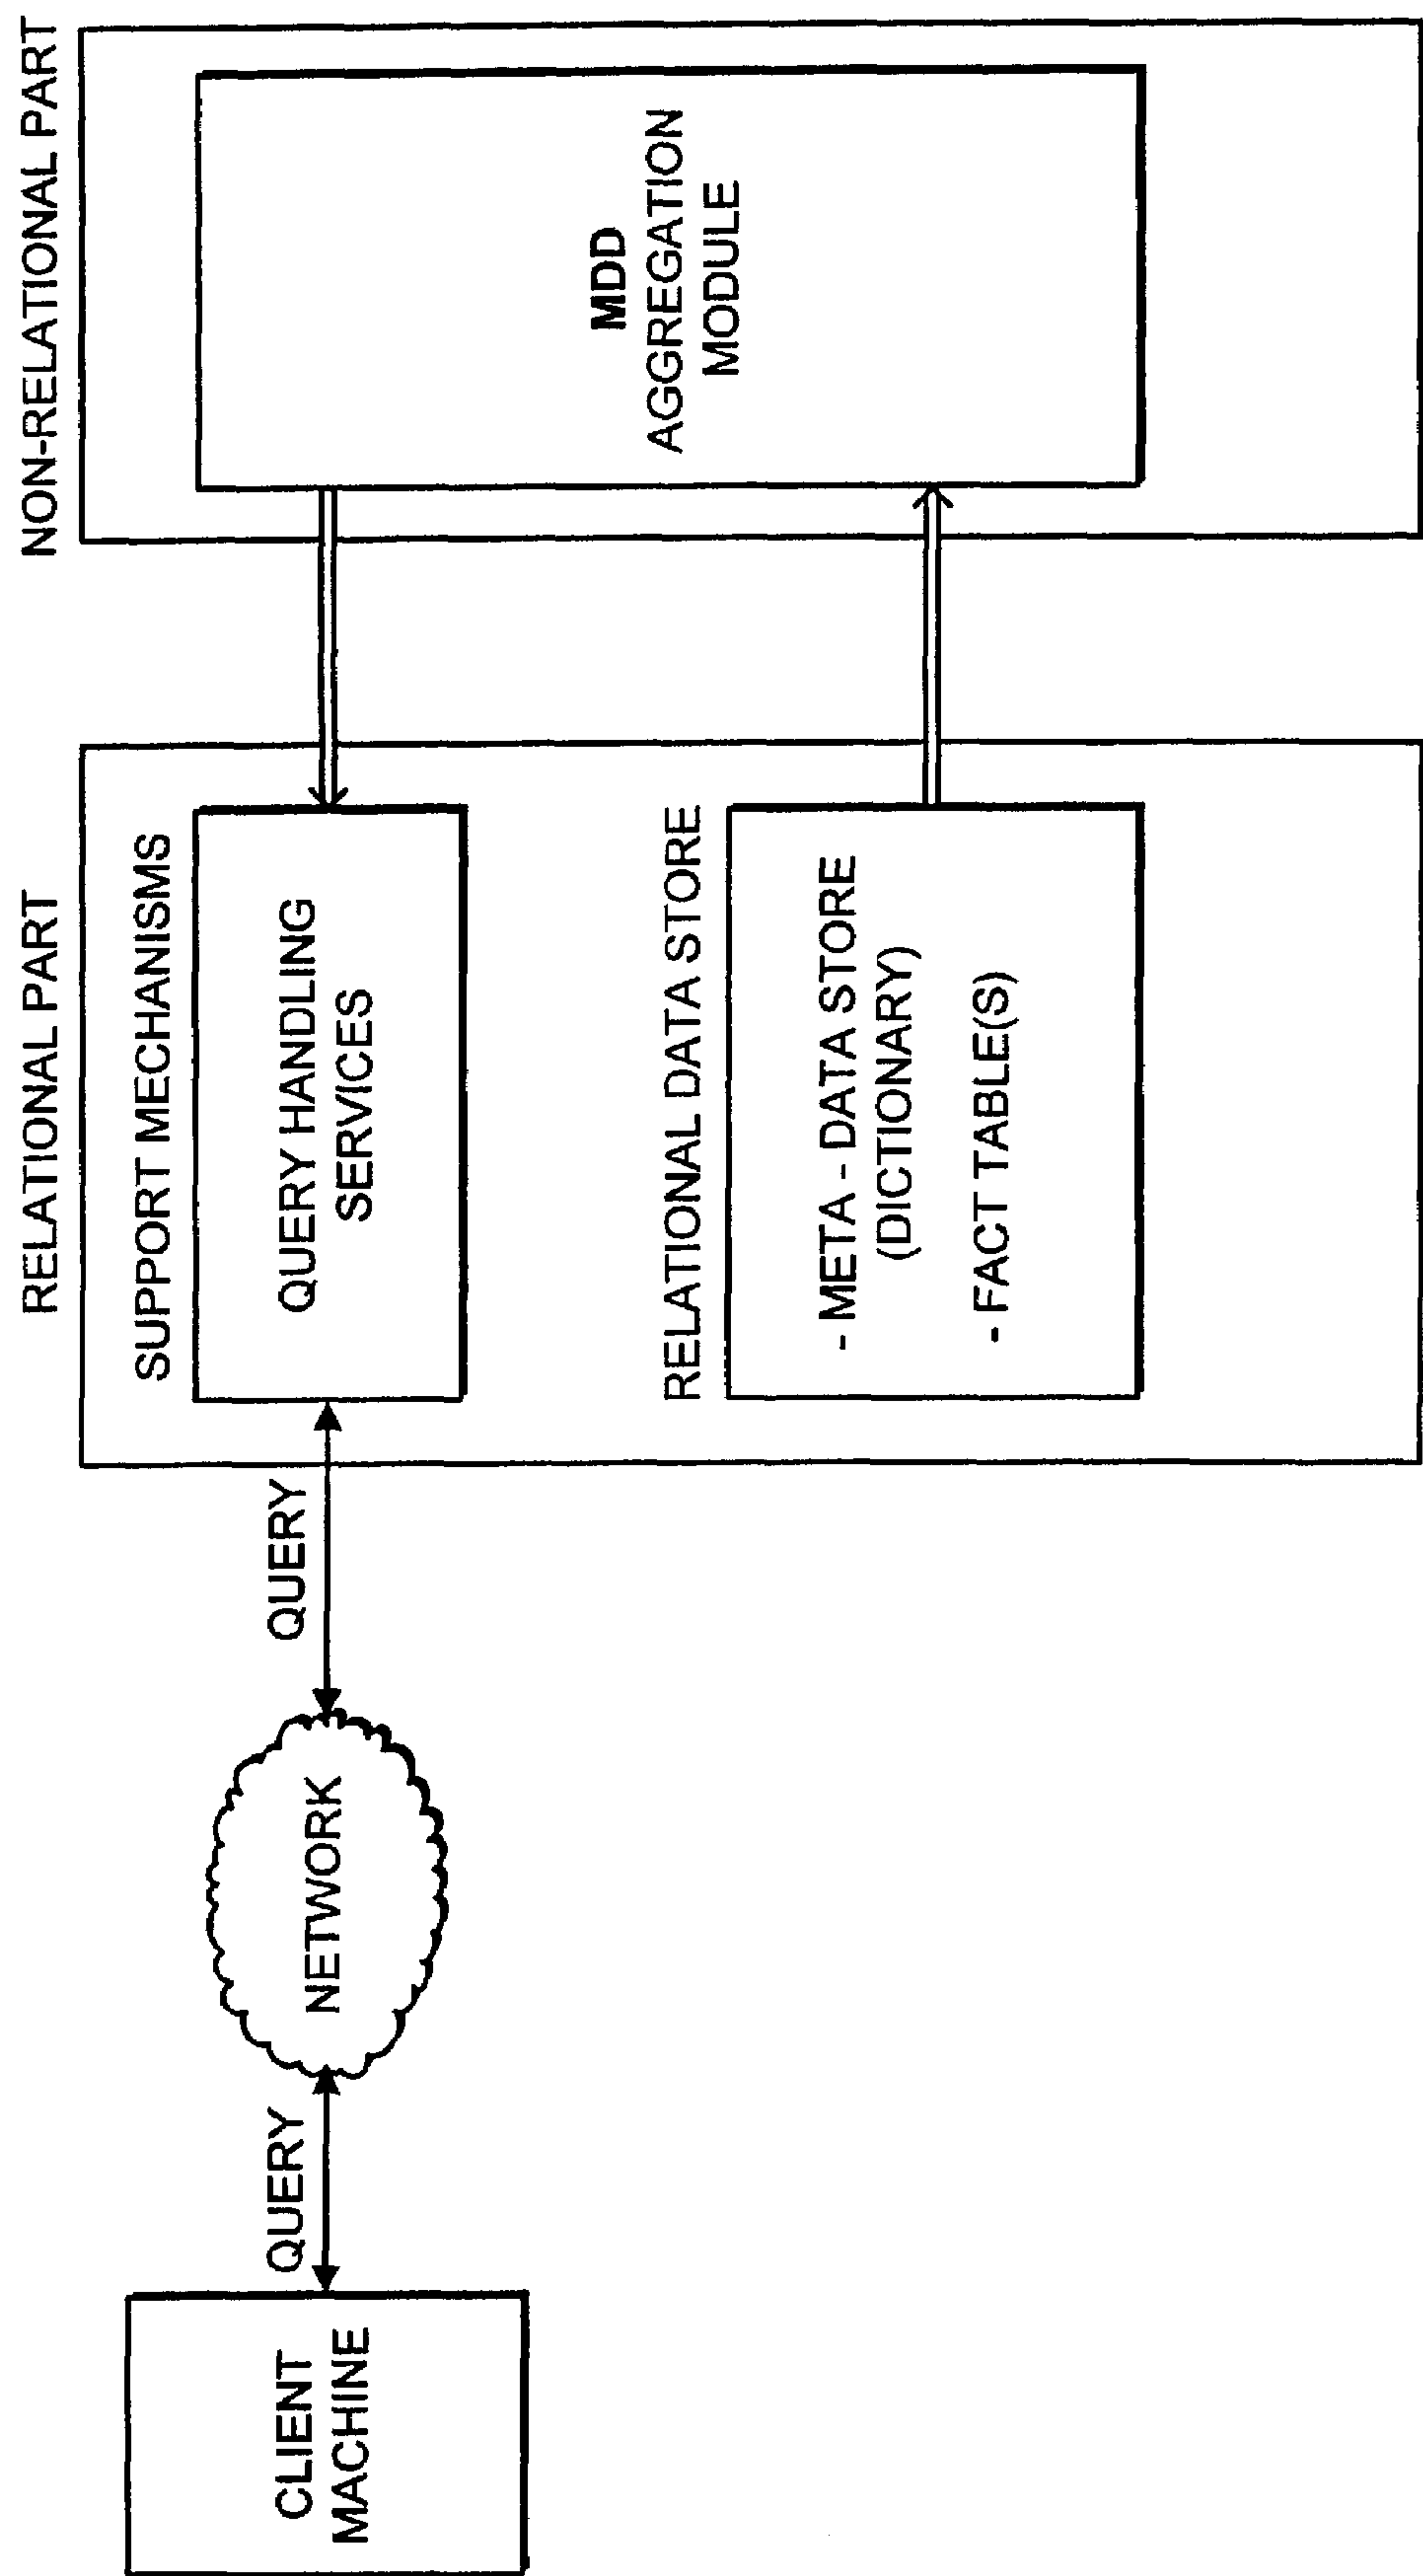 CLIENT
MACHINE
QUERY
NETWORK
QUERY
RELATIONAL PART
SUPPORT MECHANISMS
QUERY HANDLING
SERVICES
RELATIONAL DATA STORE
- META - DATA STORE
(DICTIONARY)
- FACT TABLE(S)
NON-RELATIONAL PART
MDD
AGGREGATION
MODULE